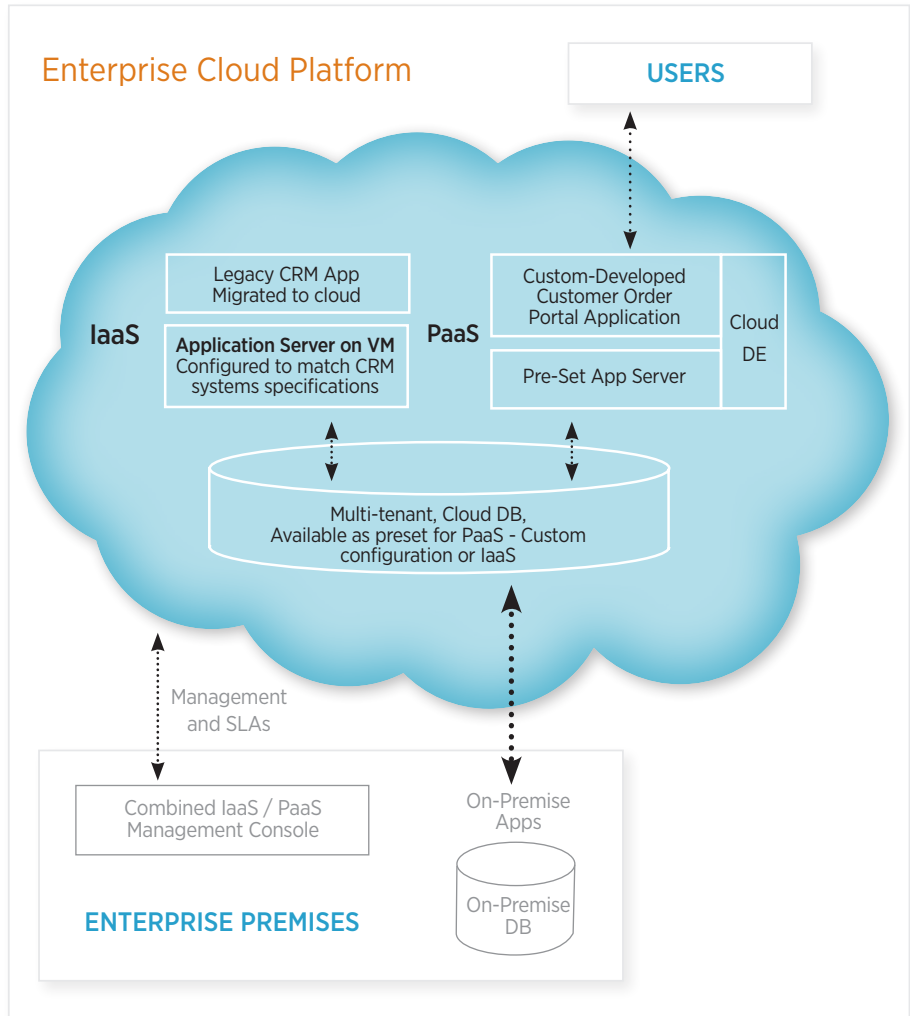 Enterprise Cloud Platform
USERS
IaaS
Legacy CRM App
Migrated to cloud
Application Server on VM
Configured to match CRM
systems specifications
PaaS
Custom-Developed
Customer Order
Portal Application
Pre-Set App Server
Cloud
DE
Multi-tenant, Cloud DB,
Available as preset for PaaS - Custom
configuration or IaaS
Management
and SLAs
Combined IaaS / PaaS
Management Console
On-Premise
Apps
On-Premise
DB
ENTERPRISE PREMISES